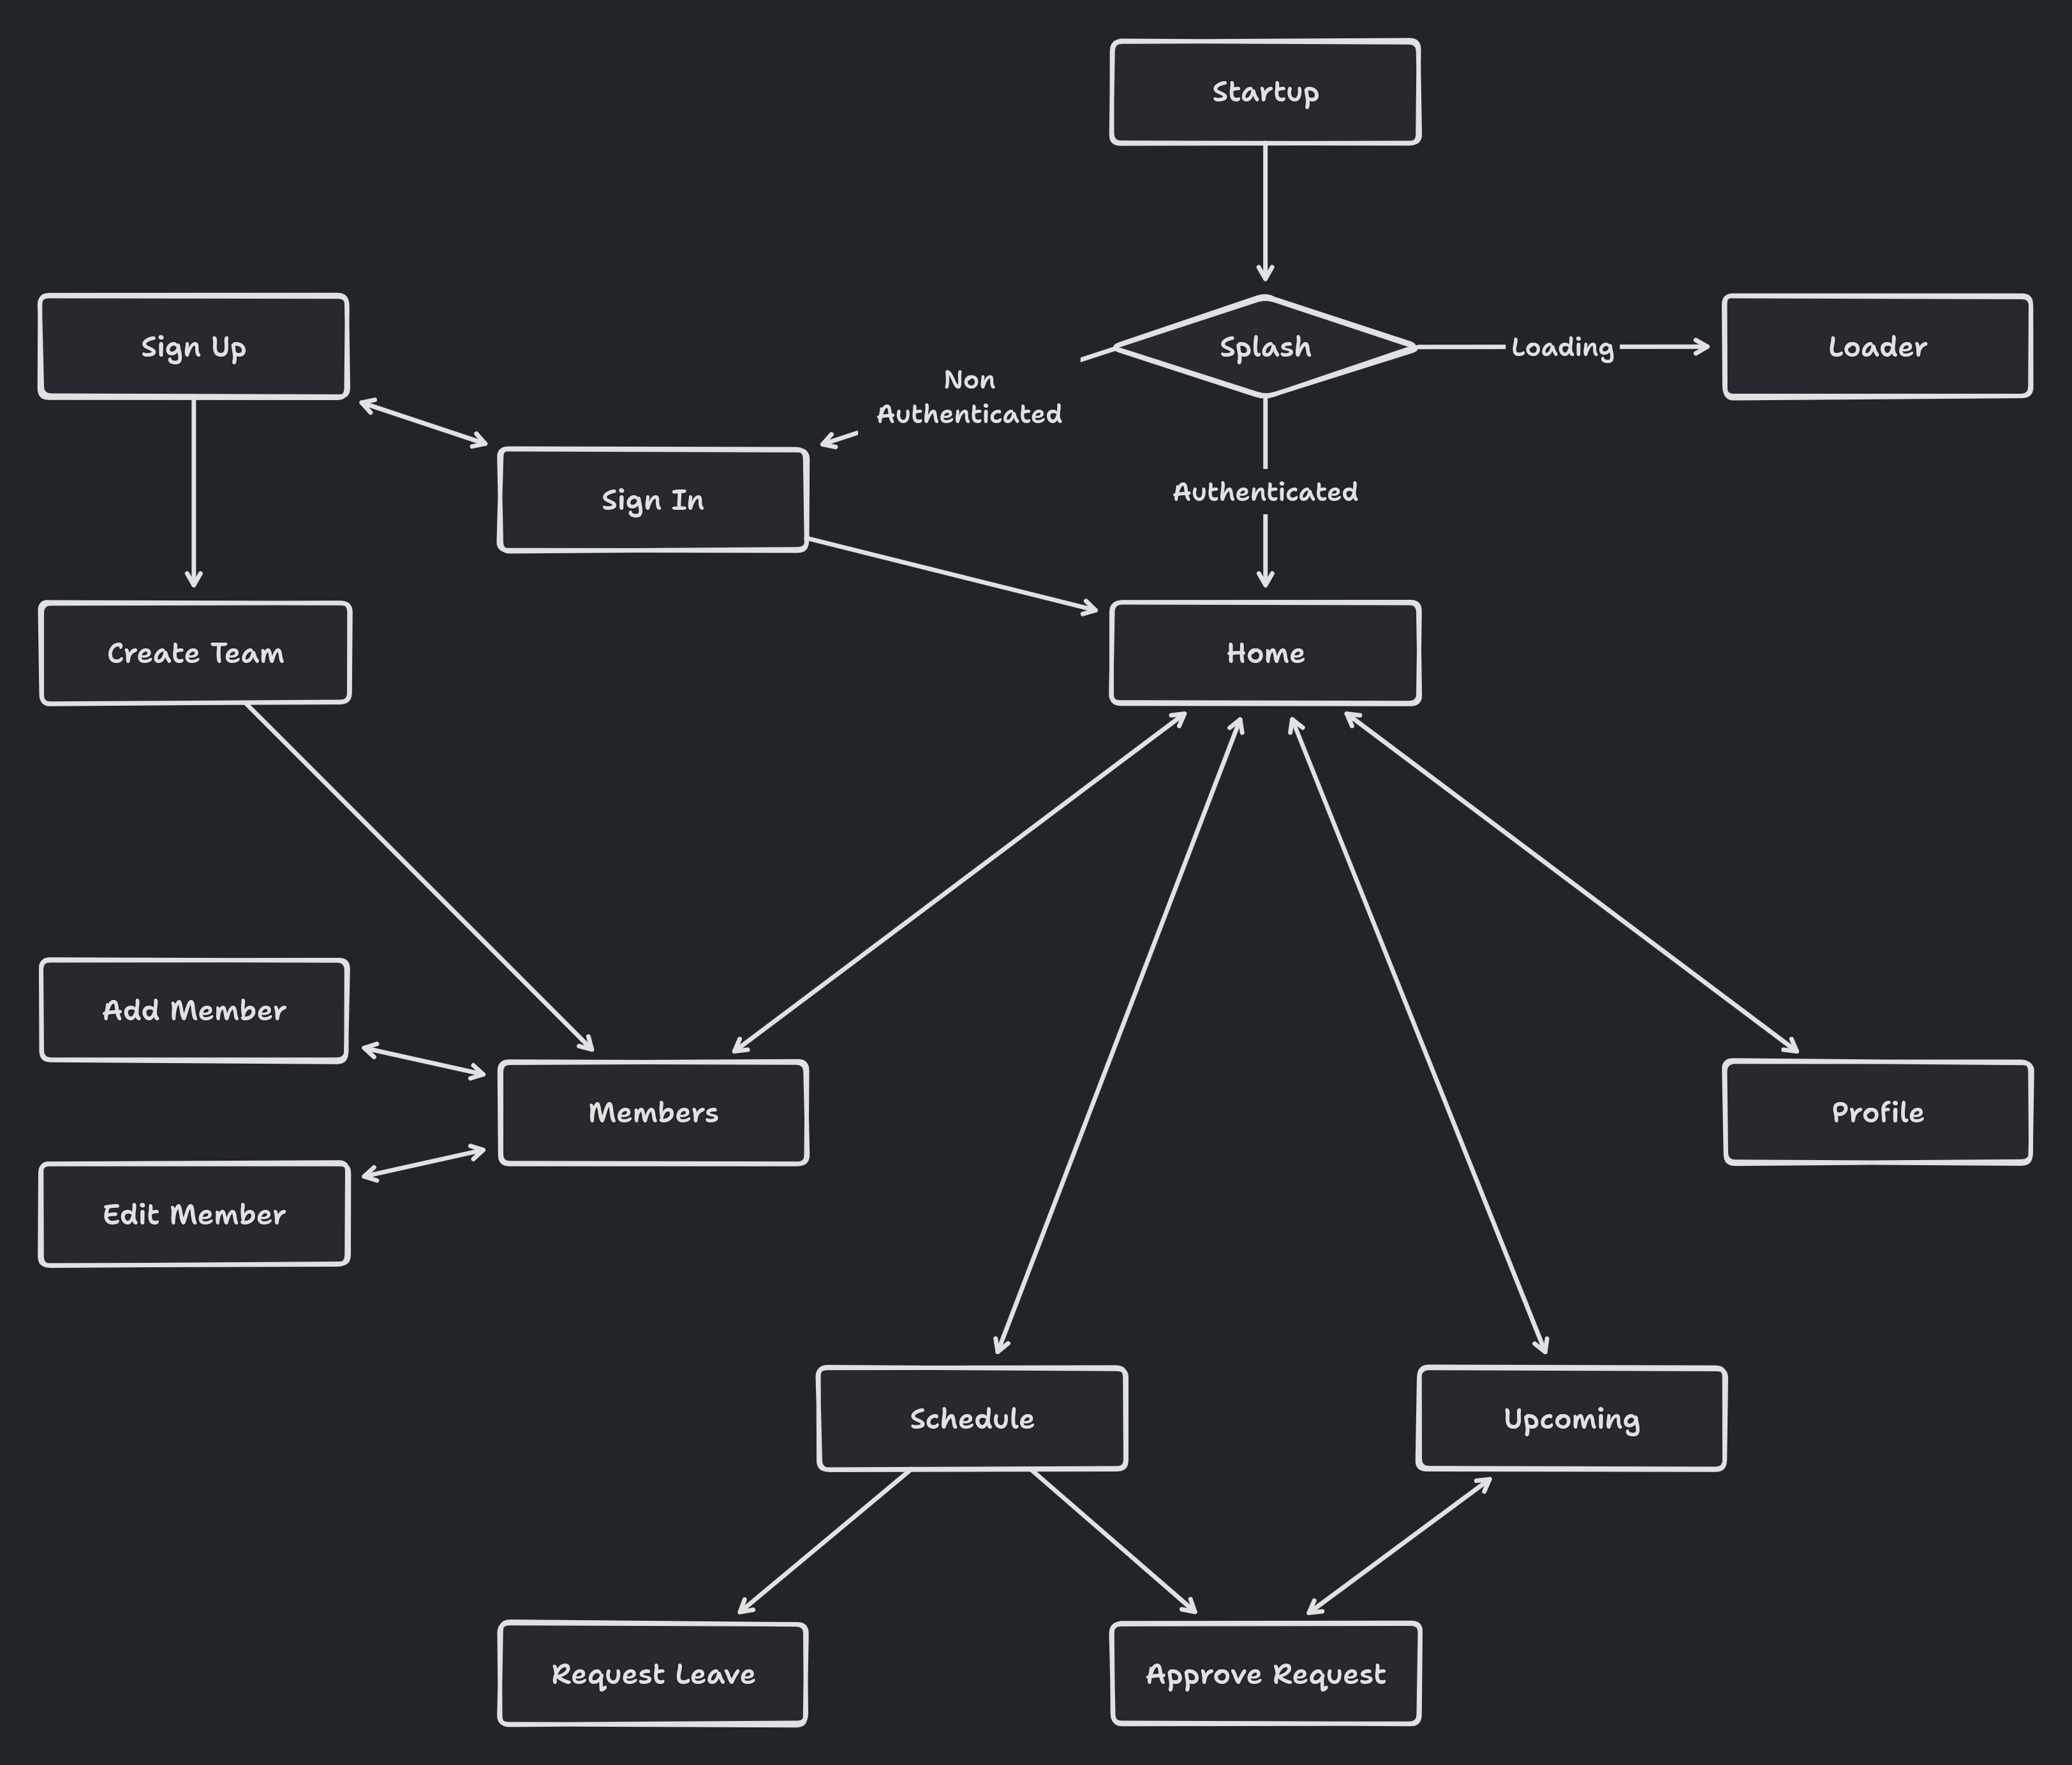 Startup
Sign Up
Splash
Loading
Loader
Non
Authenticated
Sign In
Authenticated
Create Team
Home
Add Member
Members
Profile
Edit Member
Schedule
Upcoming
Request Leave
Approve Request